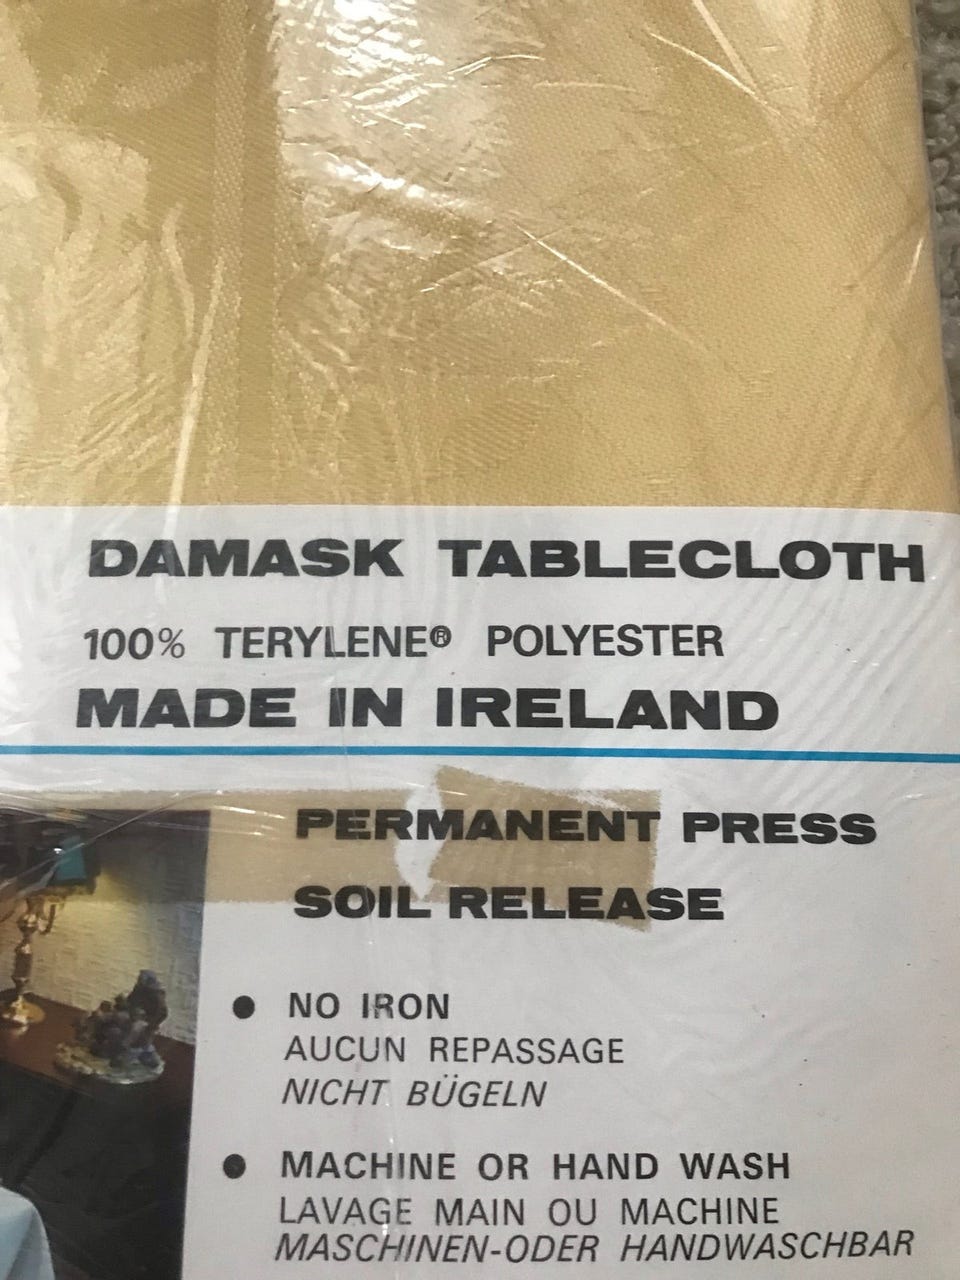 DAMASK TABLECLOTH
100% TERYLENE® POLYESTER
MADE IN IRELAND
PERMANENT PRESS
SOIL RELEASE
● NO IRON
AUCUN REPASSAGE
NICHT BÜGELN
● MACHINE OR HAND WASH
LAVAGE MAIN OU MACHINE
MASCHINEN-ODER HANDWASCHBAR